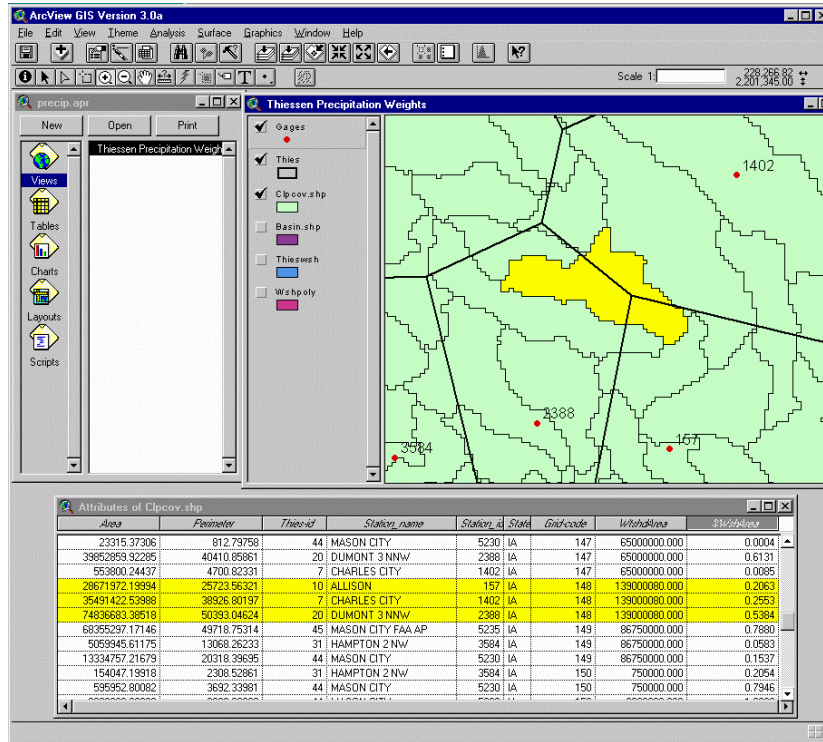 ArcView GIS Version 3.0a
File Edit View Theme Analysis Surface Graphics Window Help
Scale 1: 228,266.82
2,201,345.00
precip.apr
New Open Print
Views
Tables
Charts
Layouts
Scripts
Thiessen Precipitation Weigh
Thiessen Precipitation Weights
Gages
Thies
Clpcov.shp
Basin.shp
Thieswsh
Wshpoly
1402
2388
157
3584
Attributes of Clpcov.shp
Area Perimeter Thies-id Station_name Station_id State Grid-code WtshdArea %WshArea
23315.37306 812.79758 44 MASON CITY 5230 IA 147 65000000.000 0.0004
39852859.92285 40410.85861 20 DUMONT 3 NNW 2388 IA 147 65000000.000 0.6131
553800.24437 4700.82331 7 CHARLES CITY 1402 IA 147 65000000.000 0.0085
28671972.19994 25723.56321 10 ALLISON 157 IA 148 139000080.000 0.2063
35491422.53988 38926.80197 7 CHARLES CITY 1402 IA 148 139000080.000 0.2553
74836683.38518 50393.04624 20 DUMONT 3 NNW 2388 IA 148 139000080.000 0.5384
68355297.17146 49718.75314 45 MASON CITY FAA AP 5235 IA 149 86750000.000 0.7880
5059945.61175 13068.26233 31 HAMPTON 2 NW 3584 IA 149 86750000.000 0.0583
13334757.21679 20318.39695 44 MASON CITY 5230 IA 149 86750000.000 0.1537
154047.19918 2308.52861 31 HAMPTON 2 NW 3584 IA 150 750000.000 0.2054
595952.80082 3692.33981 44 MASON CITY 5230 IA 150 750000.000 0.7946